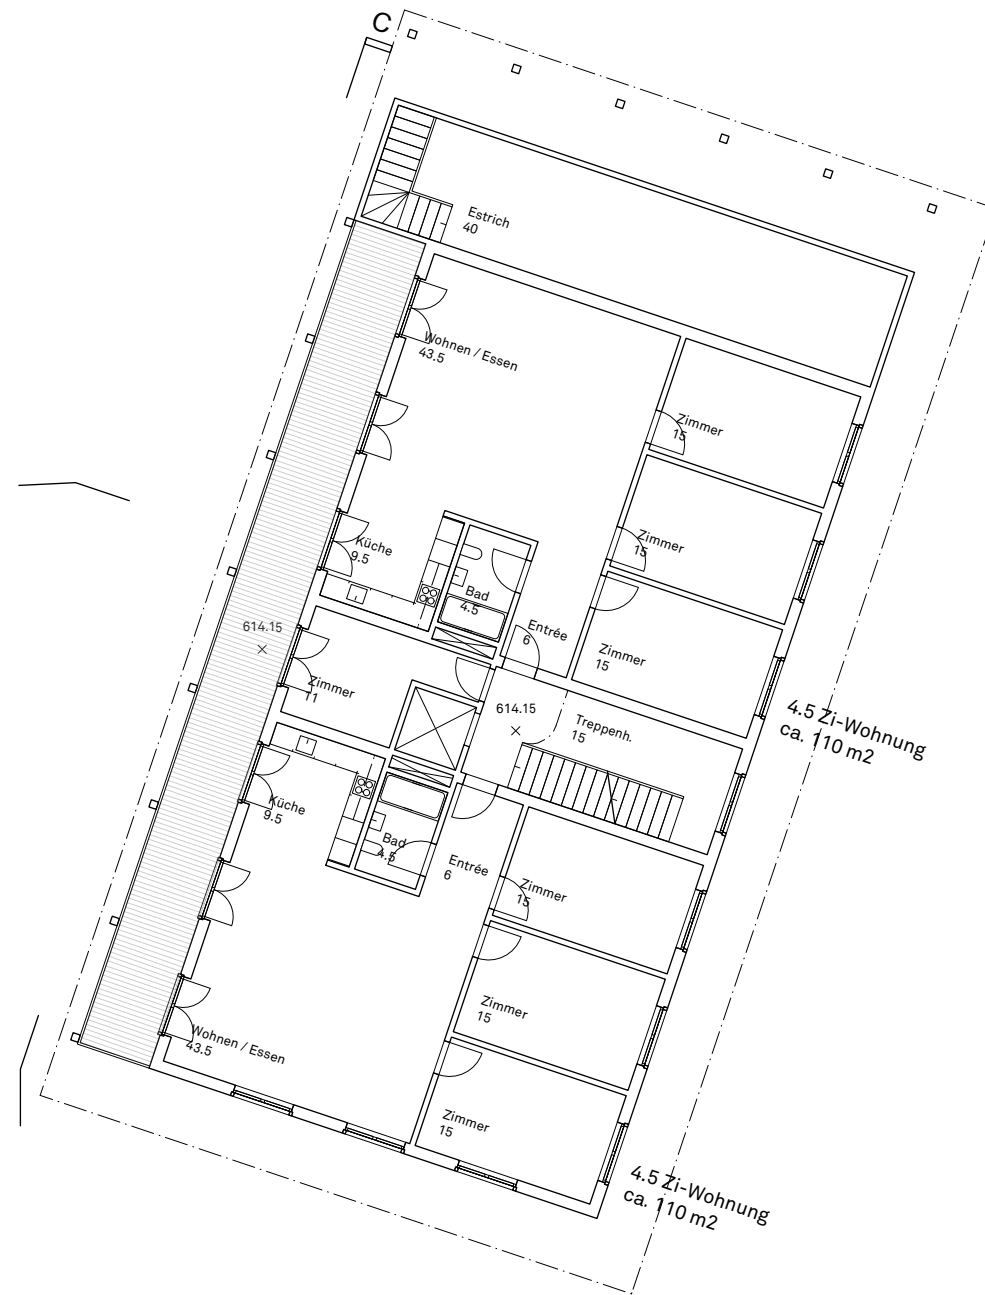 C
Estrich
40
Wohnen / Essen
43.5
Zimmer
15
Zimmer
15
Küche
9.5
Bad
4.5
Entrée
6
Zimmer
15
614.15
Zimmer
11
614.15
Treppenh.
15
4.5 Zi-Wohnung
ca. 110 m2
Küche
9.5
Bad
4.5
Entrée
6
Zimmer
15
Zimmer
15
Wohnen / Essen
43.5
Zimmer
15
4.5 Zi-Wohnung
ca. 110 m2